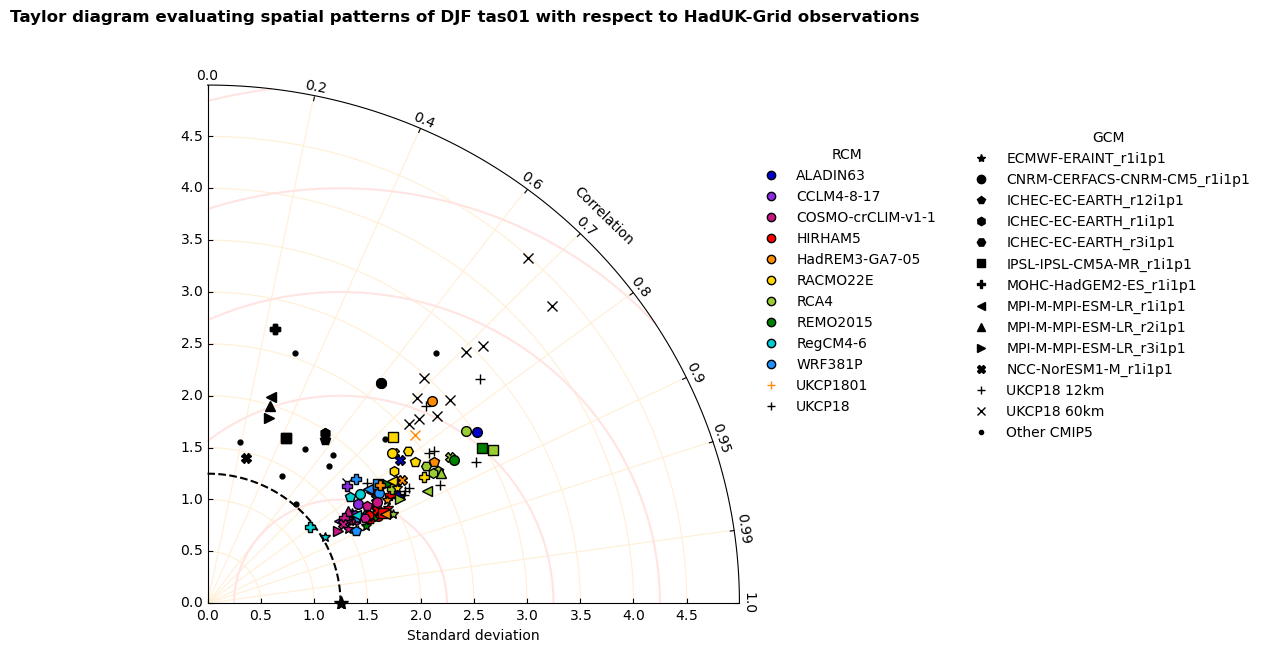 Taylor diagram evaluating spatial patterns of DJF tas01 with respect to HadUK-Grid observations
0.0
0.2
0.4
0.6
Correlation
0.7
0.8
0.9
0.95
0.99
1.0
4.5
4.0
3.5
3.0
2.5
2.0
1.5
1.0
0.5
0.0
0.0 0.5 1.0 1.5 2.0 2.5 3.0 3.5 4.0 4.5
Standard deviation
RCM
ALADIN63
CCLM4-8-17
COSMO-crCLIM-v1-1
HIRHAM5
HadREM3-GA7-05
RACMO22E
RCA4
REMO2015
RegCM4-6
WRF381P
UKCP1801
UKCP18
GCM
ECMWF-ERAINT_r1i1p1
CNRM-CERFACS-CNRM-CM5_r1i1p1
ICHEC-EC-EARTH_r12i1p1
ICHEC-EC-EARTH_r1i1p1
ICHEC-EC-EARTH_r3i1p1
IPSL-IPSL-CM5A-MR_r1i1p1
MOHC-HadGEM2-ES_r1i1p1
MPI-M-MPI-ESM-LR_r1i1p1
MPI-M-MPI-ESM-LR_r2i1p1
MPI-M-MPI-ESM-LR_r3i1p1
NCC-NorESM1-M_r1i1p1
UKCP18 12km
UKCP18 60km
Other CMIP5